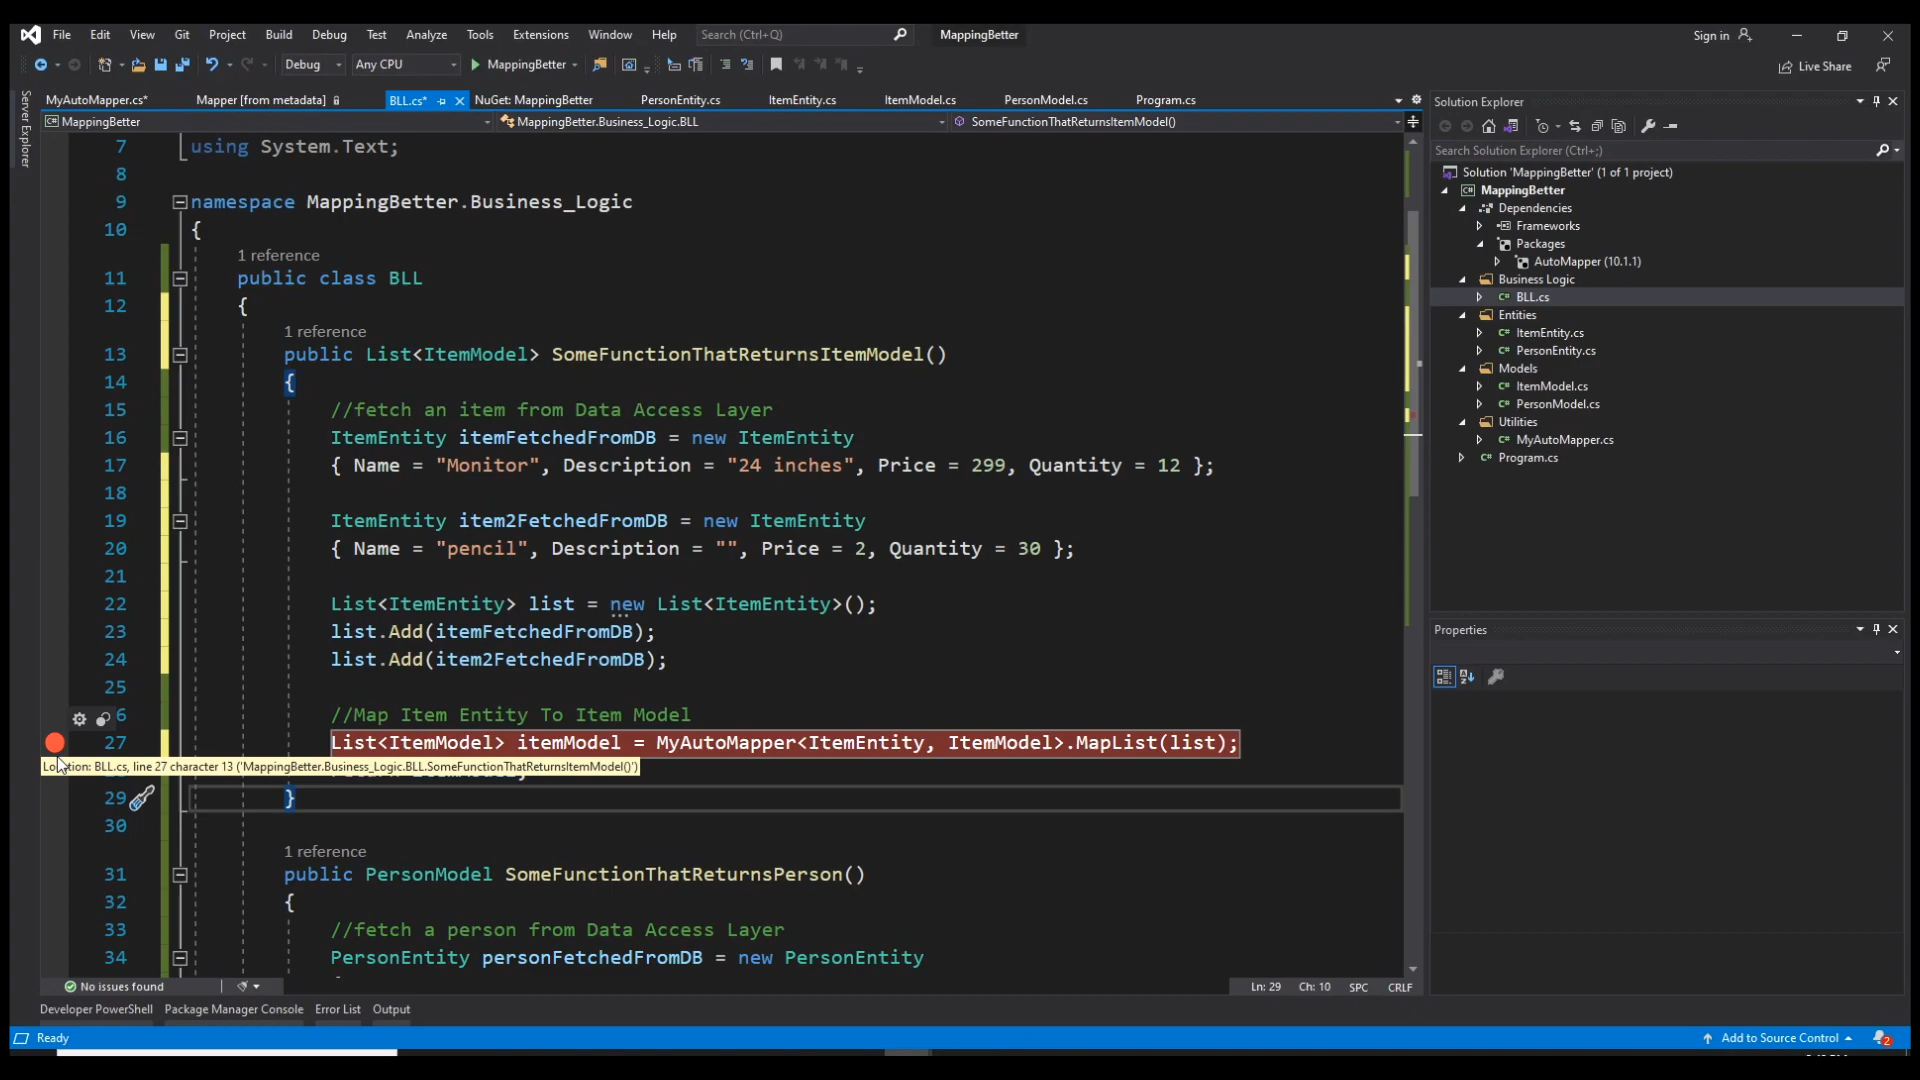 File Edit View Git Project Build Debug Test Analyze Tools Extensions Window Help Search (Ctrl+Q) MappingBetter Sign in
Debug Any CPU MappingBetter Live Share
MyAutoMapper.cs* Mapper [from metadata] BLL.cs* NuGet: MappingBetter PersonEntity.cs ItemEntity.cs ItemModel.cs PersonModel.cs Program.cs
MappingBetter MappingBetter.Business_Logic.BLL SomeFunctionThatReturnsItemModel()
Server Explorer
7 using System.Text;
8
9 namespace MappingBetter.Business_Logic
10 {
1 reference
11 public class BLL
12 {
1 reference
13 public List<ItemModel> SomeFunctionThatReturnsItemModel()
14 {
15 //fetch an item from Data Access Layer
16 ItemEntity itemFetchedFromDB = new ItemEntity
17 { Name = "Monitor", Description = "24 inches", Price = 299, Quantity = 12 };
18
19 ItemEntity item2FetchedFromDB = new ItemEntity
20 { Name = "pencil", Description = "", Price = 2, Quantity = 30 };
21
22 List<ItemEntity> list = new List<ItemEntity>();
23 list.Add(itemFetchedFromDB);
24 list.Add(item2FetchedFromDB);
25
6 //Map Item Entity To Item Model
27 List<ItemModel> itemModel = MyAutoMapper<ItemEntity, ItemModel>.MapList(list);
Location: BLL.cs, line 27 character 13 ('MappingBetter.Business_Logic.BLL.SomeFunctionThatReturnsItemModel()')
29 }
30
1 reference
31 public PersonModel SomeFunctionThatReturnsPerson()
32 {
33 //fetch a person from Data Access Layer
34 PersonEntity personFetchedFromDB = new PersonEntity
No issues found Ln: 29 Ch: 10 SPC CRLF
Developer PowerShell Package Manager Console Error List Output
Ready Add to Source Control 2
Solution Explorer
Search Solution Explorer (Ctrl+;)
Solution 'MappingBetter' (1 of 1 project)
MappingBetter
Dependencies
Frameworks
Packages
AutoMapper (10.1.1)
Business Logic
BLL.cs
Entities
ItemEntity.cs
PersonEntity.cs
Models
ItemModel.cs
PersonModel.cs
Utilities
MyAutoMapper.cs
Program.cs
Properties